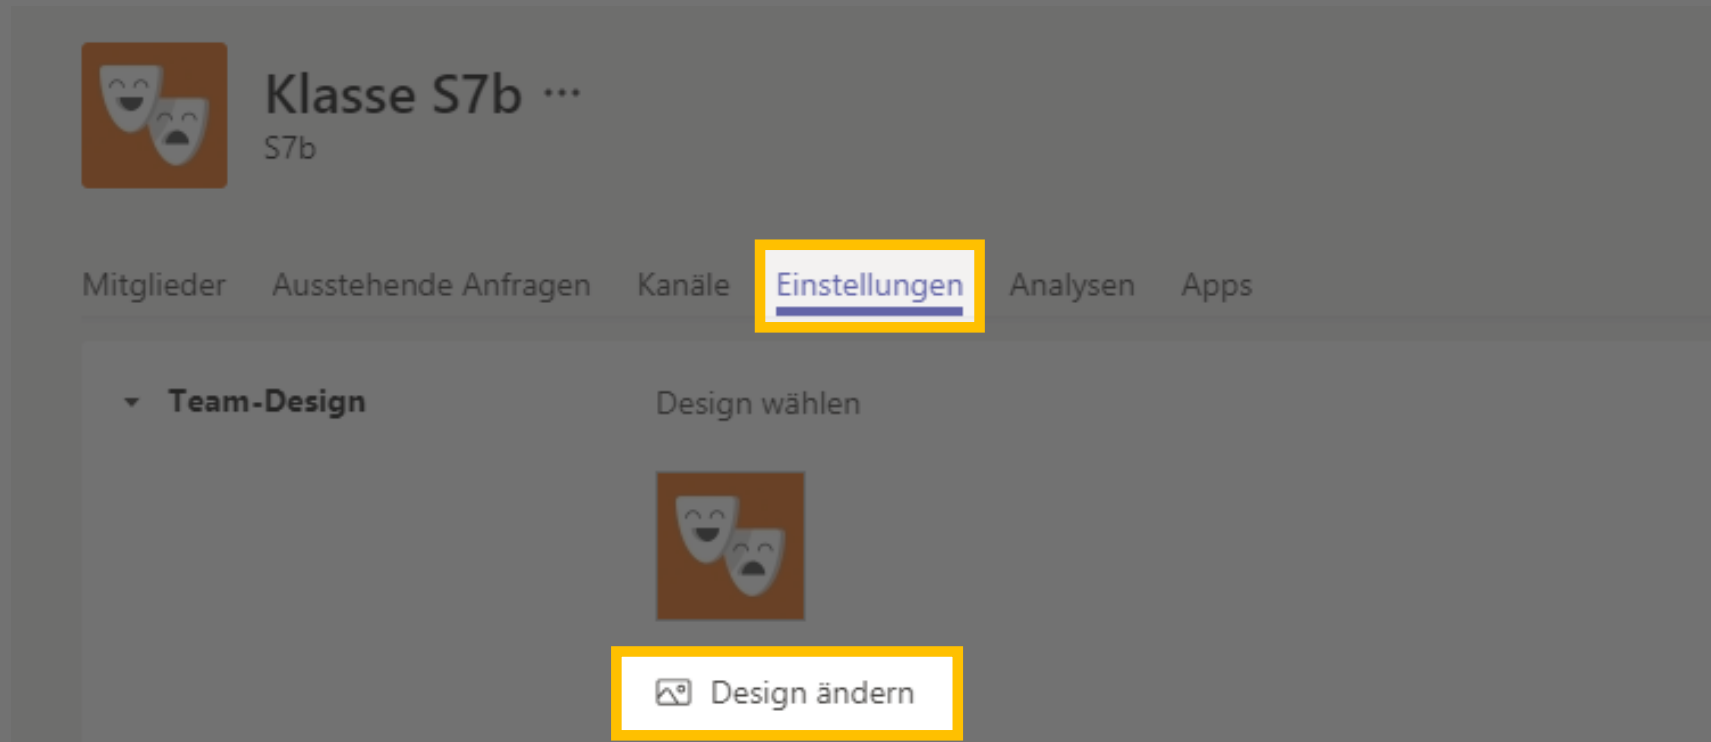 Klasse S7b ...
S7b
Mitglieder Ausstehende Anfragen Kanäle Einstellungen Analysen Apps
Team-Design Design wählen
Design ändern